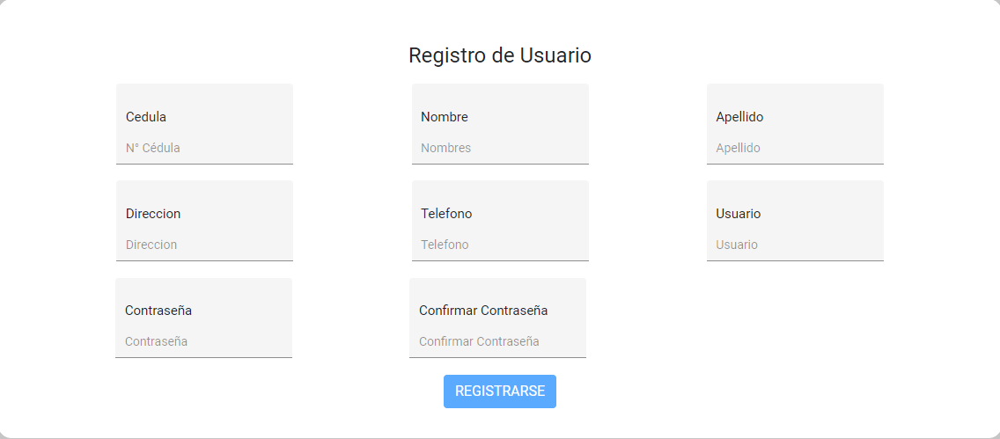 Registro de Usuario
Cedula
N° Cédula
Nombre
Nombres
Apellido
Apellido
Direccion
Direccion
Telefono
Telefono
Usuario
Usuario
Contraseña
Contraseña
Confirmar Contraseña
Confirmar Contraseña
REGISTRARSE